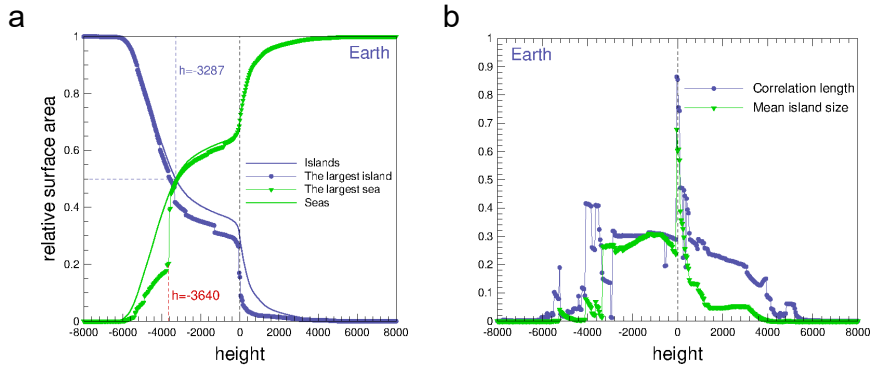 a
Earth
h=-3287
Islands
The largest island
The largest sea
Seas
h=-3640
relative surface area
1
0.8
0.6
0.4
0.2
0
-8000 -6000 -4000 -2000 0 2000 4000 6000 8000
height
b
Earth
Correlation length
Mean island size
1
0.9
0.8
0.7
0.6
0.5
0.4
0.3
0.2
0.1
0
-8000 -6000 -4000 -2000 0 2000 4000 6000 8000
height